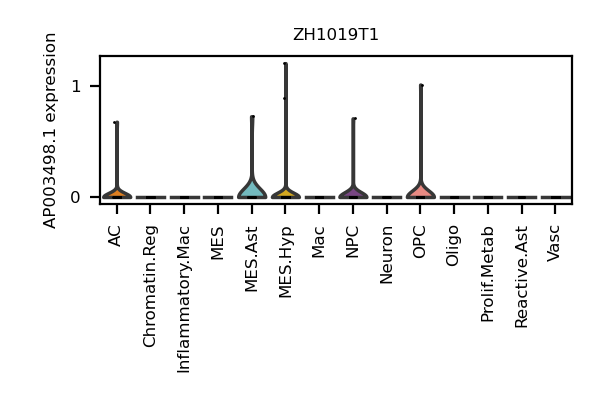 ZH1019T1
AP003498.1 expression
1
0
AC
Chromatin.Reg
Inflammatory.Mac
MES
MES.Ast
MES.Hyp
Mac
NPC
Neuron
OPC
Oligo
Prolif.Metab
Reactive.Ast
Vasc